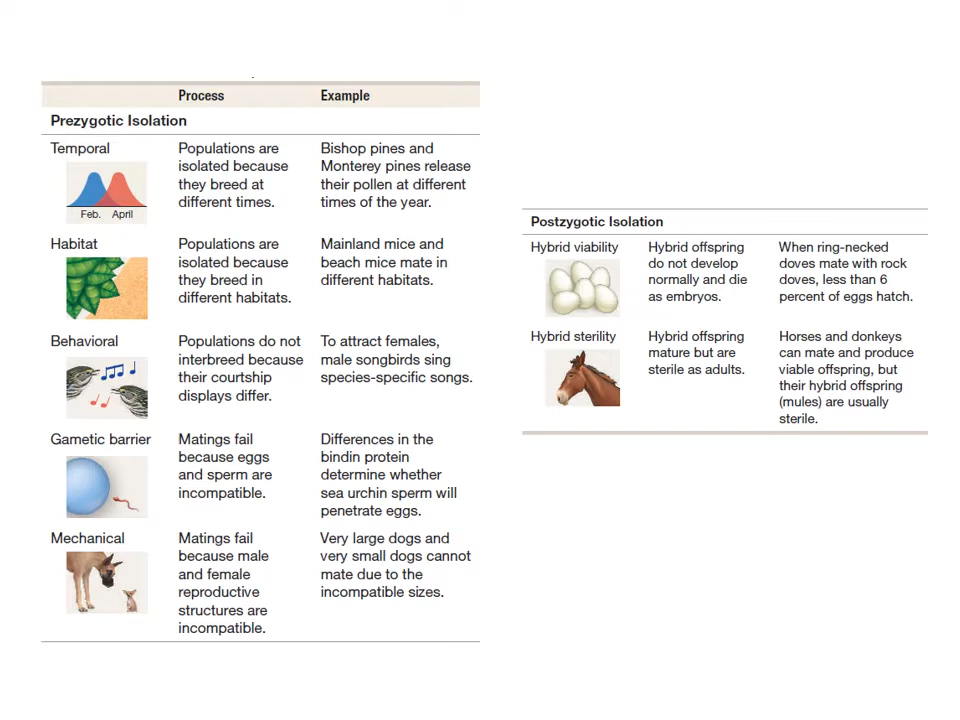 Process Example
Prezygotic Isolation
Temporal
Feb. April
Populations are
isolated because
they breed at
different times.
Bishop pines and
Monterey pines release
their pollen at different
times of the year.
Habitat
Populations are
isolated because
they breed in
different habitats.
Mainland mice and
beach mice mate in
different habitats.
Behavioral
Populations do not
interbreed because
their courtship
displays differ.
To attract females,
male songbirds sing
species-specific songs.
Gametic barrier
Matings fail
because eggs
and sperm are
incompatible.
Differences in the
bindin protein
determine whether
sea urchin sperm will
penetrate eggs.
Mechanical
Matings fail
because male
and female
reproductive
structures are
incompatible.
Very large dogs and
very small dogs cannot
mate due to the
incompatible sizes.
Postzygotic Isolation
Hybrid viability
Hybrid offspring
do not develop
normally and die
as embryos.
When ring-necked
doves mate with rock
doves, less than 6
percent of eggs hatch.
Hybrid sterility
Hybrid offspring
mature but are
sterile as adults.
Horses and donkeys
can mate and produce
viable offspring, but
their hybrid offspring
(mules) are usually
sterile.